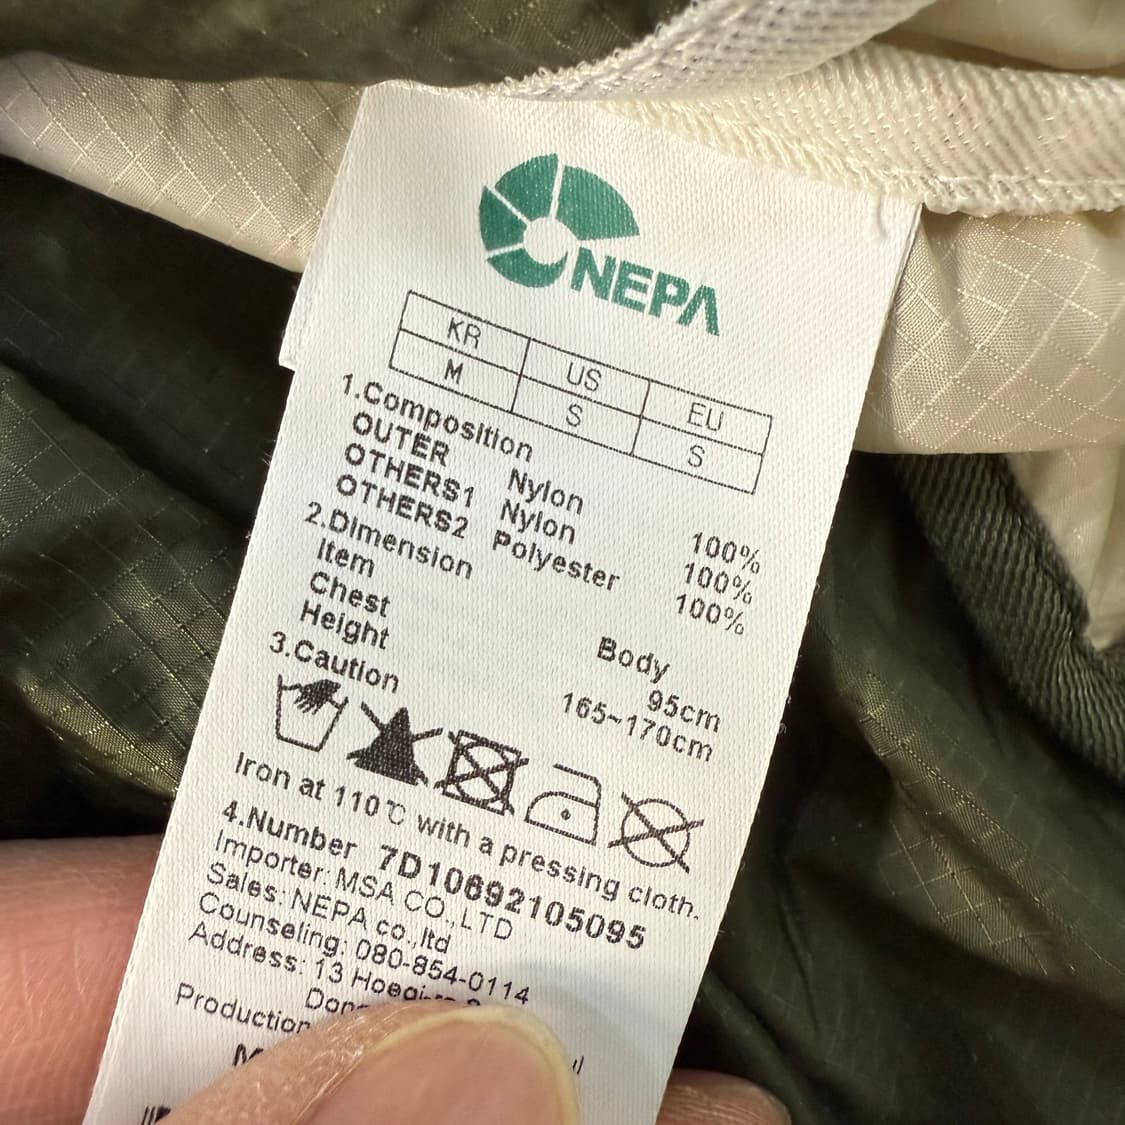 NEPA
KR US EU
M S S
1.Composition
OUTER Nylon 100%
OTHERS1 Nylon 100%
OTHERS2 Polyester 100%
2.Dimension
Item Body
Chest 95cm
Height 165~170cm
3.Caution
Iron at 110℃ with a pressing cloth.
4.Number 7D10692105095
Importer: MSA CO.,LTD
Sales: NEPA co.,ltd
Counseling: 080-854-0114
Address: 13
Production